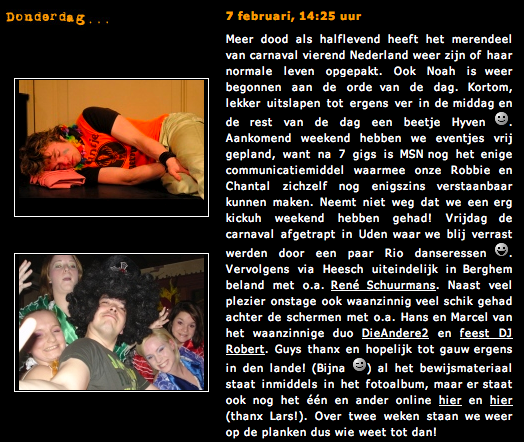 Donderdag...
7 februari, 14:25 uur
Meer dood als halflevend heeft het merendeel
van carnaval vierend Nederland weer zijn of haar
normale leven opgepakt. Ook Noah is weer
begonnen aan de orde van de dag. Kortom,
lekker uitslapen tot ergens ver in de middag en
de rest van de dag een beetje Hyven .
Aankomend weekend hebben we eventjes vrij
gepland, want na 7 gigs is MSN nog het enige
communicatiemiddel waarmee onze Robbie en
Chantal zichzelf nog enigszins verstaanbaar
kunnen maken. Neemt niet weg dat we een erg
kickuh weekend hebben gehad! Vrijdag de
carnaval afgetrapt in Uden waar we blij verrast
werden door een paar Rio danseressen .
Vervolgens via Heesch uiteindelijk in Berghem
beland met o.a. René Schuurmans. Naast veel
plezier onstage ook waanzinnig veel schik gehad
achter de schermen met o.a. Hans en Marcel van
het waanzinnige duo DieAndere2 en feest DJ
Robert. Guys thanx en hopelijk tot gauw ergens
in den lande! (Bijna ) al het bewijsmateriaal
staat inmiddels in het fotoalbum, maar er staat
ook nog het één en ander online hier en hier
(thanx Lars!). Over twee weken staan we weer
op de planken dus wie weet tot dan!